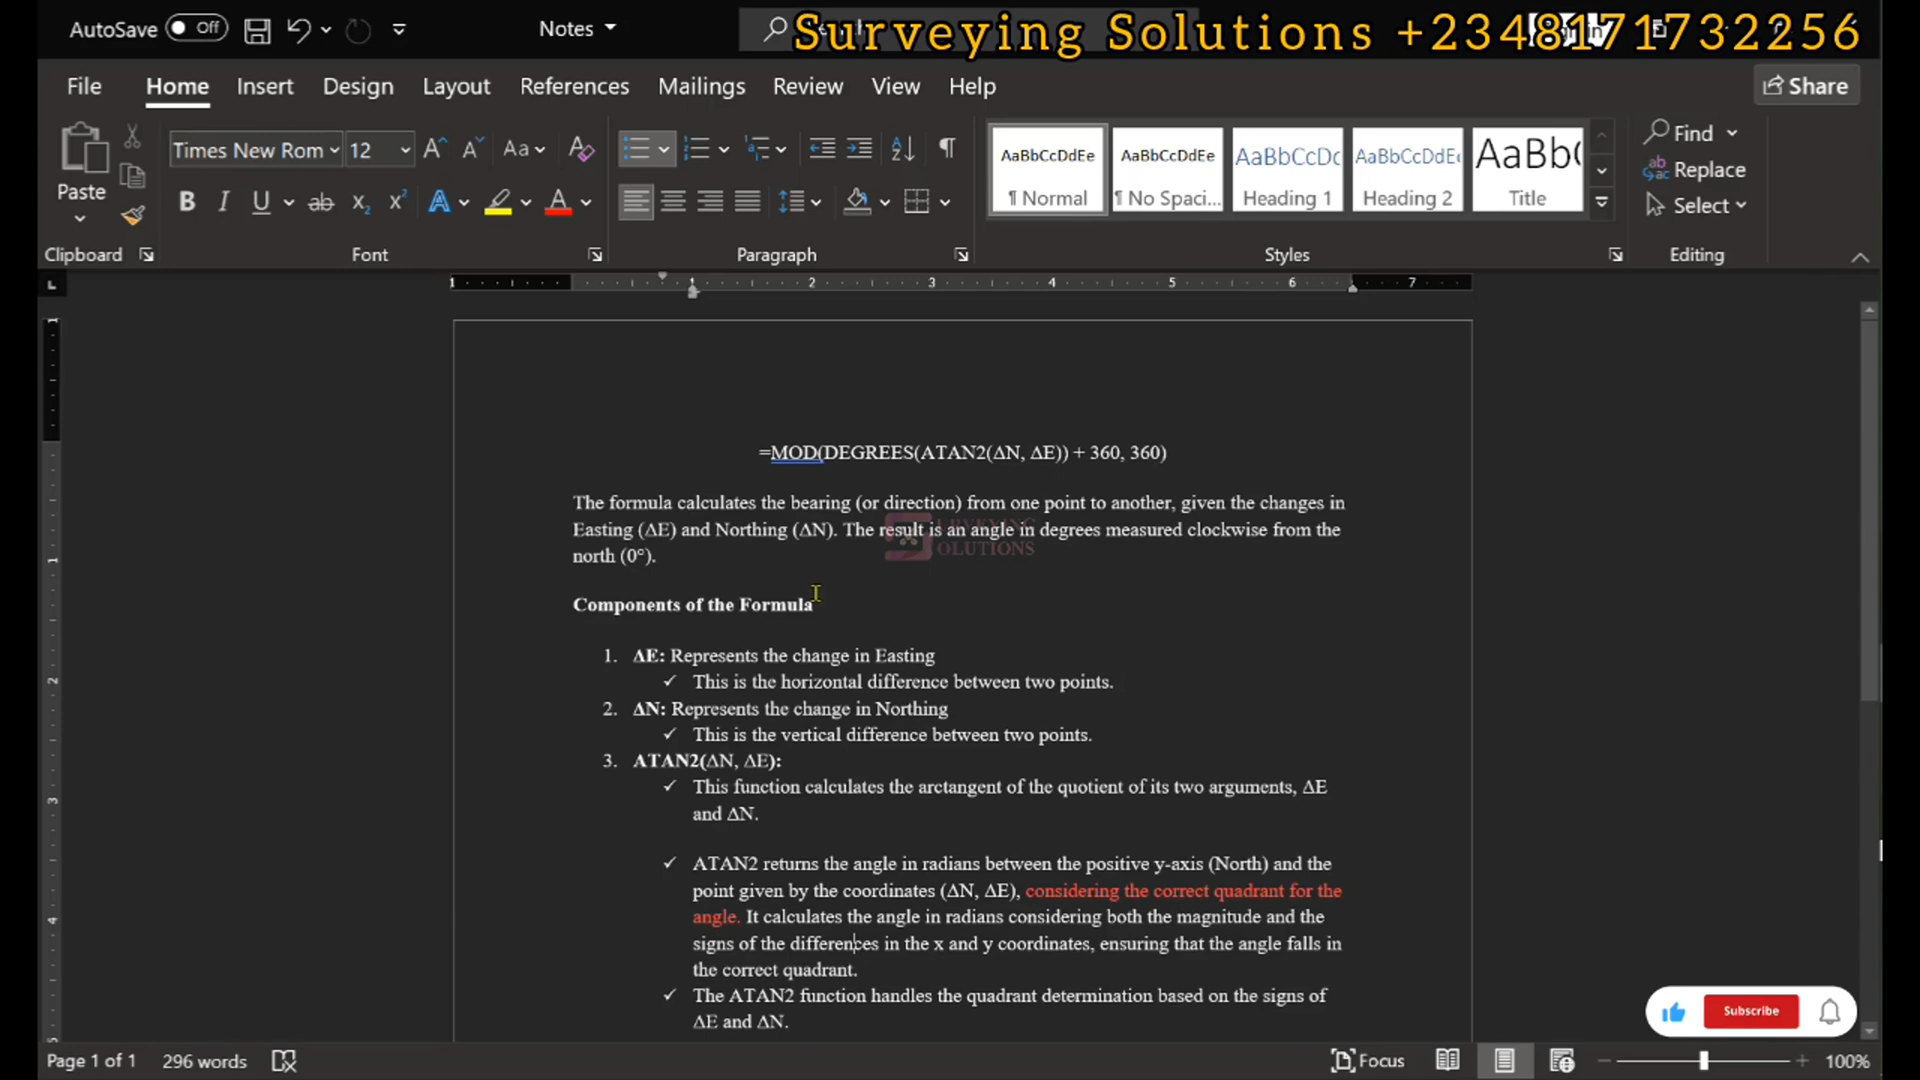 AutoSave Off Notes Surveying Solutions +2348171732256
File Home Insert Design Layout References Mailings Review View Help Share
Times New Rom 12 Aa
Paste
AaBbCcDdEe AaBbCcDdEe AaBbCcDc AaBbCcDdEe AaBb(
¶ Normal ¶ No Spaci... Heading 1 Heading 2 Title
Find
Replace
Select
Clipboard Font Paragraph Styles Editing
1 1 2 3 4 5 6 7
=MOD(DEGREES(ATAN2(ΔN, ΔE)) + 360, 360)
The formula calculates the bearing (or direction) from one point to another, given the changes in
Easting (ΔE) and Northing (ΔN). The result is an angle in degrees measured clockwise from the
north (0°).
OLUTIONS
Components of the Formula
1. ΔE: Represents the change in Easting
✓ This is the horizontal difference between two points.
2. ΔN: Represents the change in Northing
✓ This is the vertical difference between two points.
3. ATAN2(ΔN, ΔE):
✓ This function calculates the arctangent of the quotient of its two arguments, ΔE
and ΔN.
✓ ATAN2 returns the angle in radians between the positive y-axis (North) and the
point given by the coordinates (ΔN, ΔE), considering the correct quadrant for the
angle. It calculates the angle in radians considering both the magnitude and the
signs of the differences in the x and y coordinates, ensuring that the angle falls in
the correct quadrant.
✓ The ATAN2 function handles the quadrant determination based on the signs of
ΔE and ΔN.
Subscribe
Page 1 of 1 296 words Focus 100%